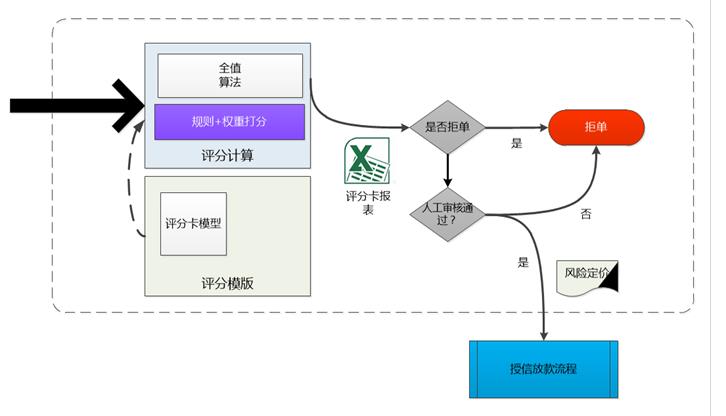 全值
算法
规则+权重打分
评分计算
评分卡模型
评分模版
评分卡报
表
是否拒单
是
拒单
人工审核通
过？
否
是
风险定价
授信放款流程